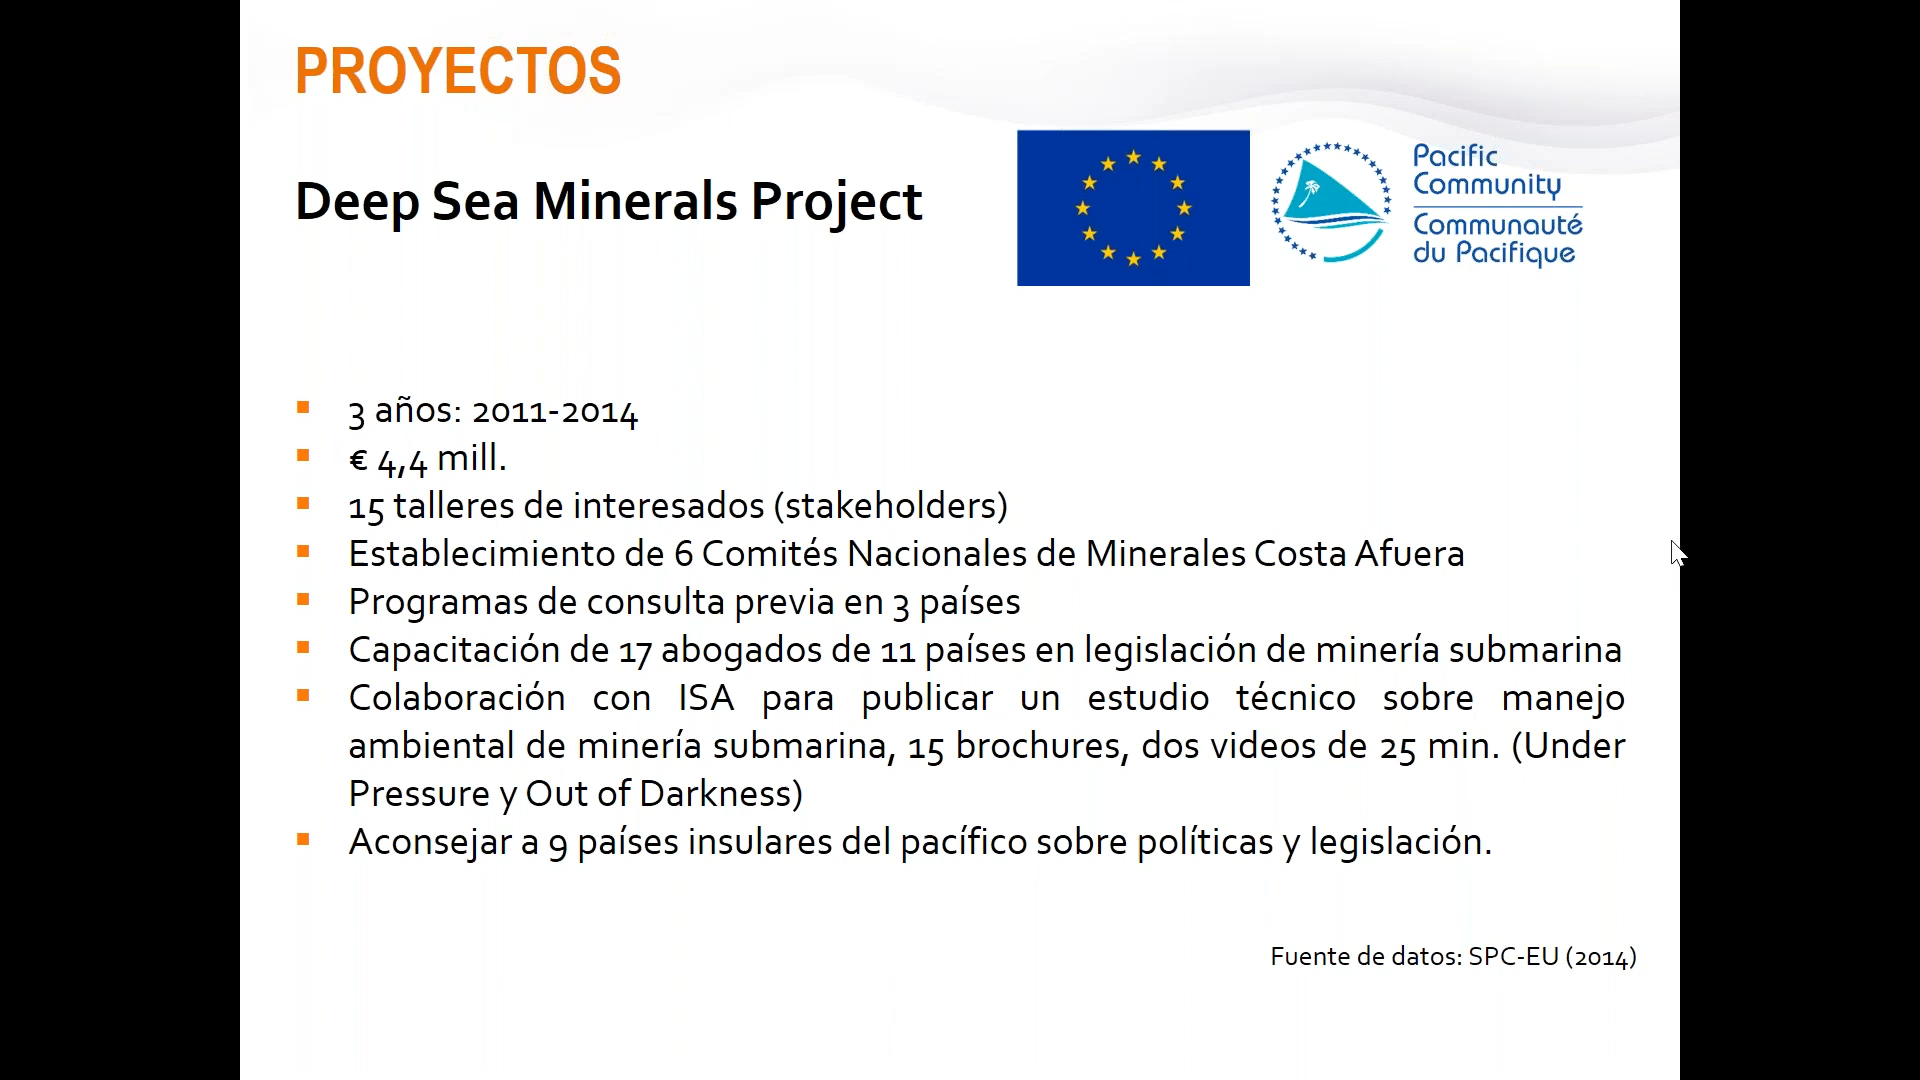 PROYECTOS
Deep Sea Minerals Project
Pacific
Community
Communauté
du Pacifique
3 años: 2011-2014
€ 4,4 mill.
15 talleres de interesados (stakeholders)
Establecimiento de 6 Comités Nacionales de Minerales Costa Afuera
Programas de consulta previa en 3 países
Capacitación de 17 abogados de 11 países en legislación de minería submarina
Colaboración con ISA para publicar un estudio técnico sobre manejo
ambiental de minería submarina, 15 brochures, dos videos de 25 min. (Under
Pressure y Out of Darkness)
Aconsejar a 9 países insulares del pacífico sobre políticas y legislación.
Fuente de datos: SPC-EU (2014)